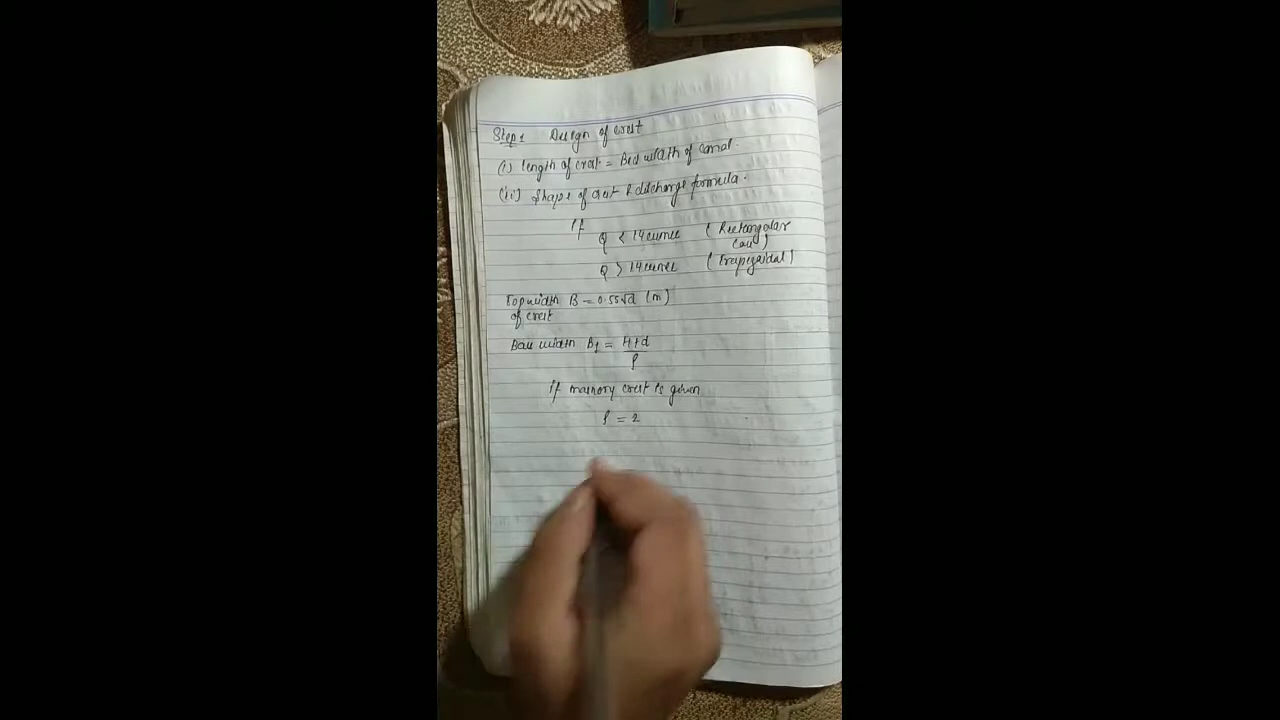 Step 1 Design of crest
(i) length of crest = Bed width of canal.
(ii) Shape of crest & discharge formula.
If
Q < 14 cumec (Rectangular
Q > 14 cumec (Trapezoidal)
Top width B = 0.55√d (m)
of crest
Base width B₁ = H+d/ρ
if masonry crest is given
ρ = 2